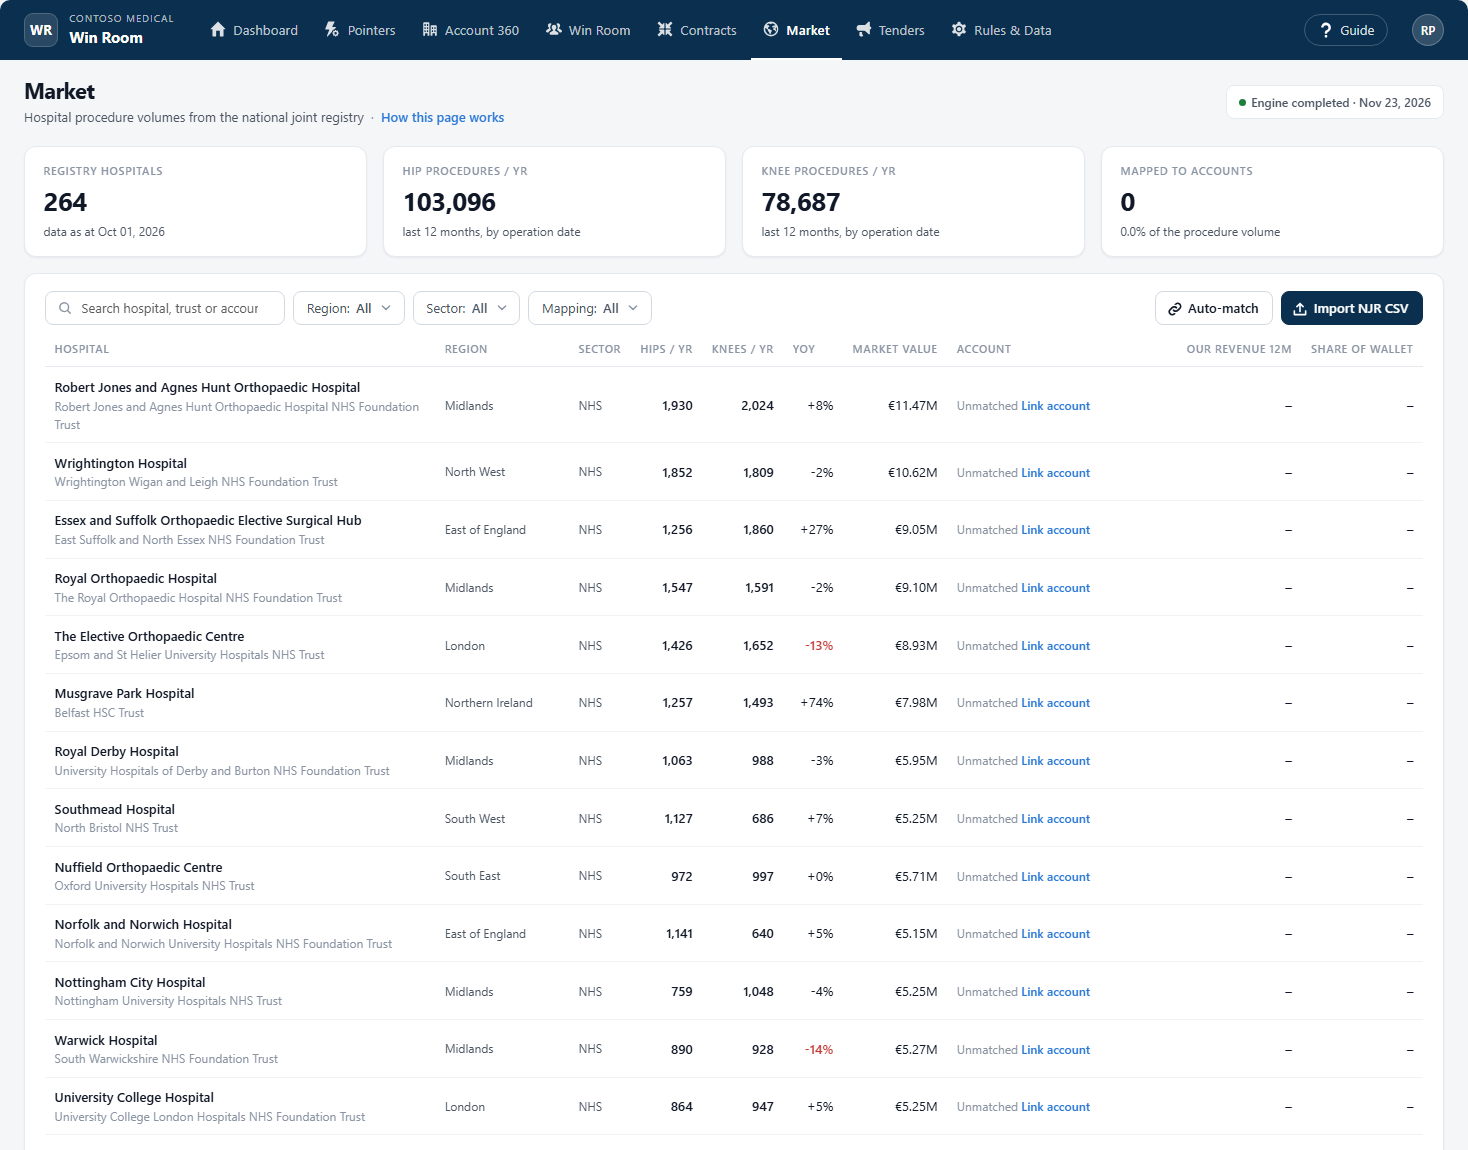 WR
CONTOSO MEDICAL
Win Room
Dashboard
Pointers
Account 360
Win Room
Contracts
Market
Tenders
Rules & Data
? Guide
RP
Market
Hospital procedure volumes from the national joint registry · How this page works
Engine completed · Nov 23, 2026
REGISTRY HOSPITALS
264
data as at Oct 01, 2026
HIP PROCEDURES / YR
103,096
last 12 months, by operation date
KNEE PROCEDURES / YR
78,687
last 12 months, by operation date
MAPPED TO ACCOUNTS
0
0.0% of the procedure volume
Search hospital, trust or accour
Region: All
Sector: All
Mapping: All
Auto-match
Import NJR CSV
HOSPITAL REGION SECTOR HIPS / YR KNEES / YR YOY MARKET VALUE ACCOUNT OUR REVENUE 12M SHARE OF WALLET
Robert Jones and Agnes Hunt Orthopaedic Hospital
Robert Jones and Agnes Hunt Orthopaedic Hospital NHS Foundation
Trust
Midlands NHS 1,930 2,024 +8% €11.47M Unmatched Link account – –
Wrightington Hospital
Wrightington Wigan and Leigh NHS Foundation Trust
North West NHS 1,852 1,809 -2% €10.62M Unmatched Link account – –
Essex and Suffolk Orthopaedic Elective Surgical Hub
East Suffolk and North Essex NHS Foundation Trust
East of England NHS 1,256 1,860 +27% €9.05M Unmatched Link account – –
Royal Orthopaedic Hospital
The Royal Orthopaedic Hospital NHS Foundation Trust
Midlands NHS 1,547 1,591 -2% €9.10M Unmatched Link account – –
The Elective Orthopaedic Centre
Epsom and St Helier University Hospitals NHS Trust
London NHS 1,426 1,652 -13% €8.93M Unmatched Link account – –
Musgrave Park Hospital
Belfast HSC Trust
Northern Ireland NHS 1,257 1,493 +74% €7.98M Unmatched Link account – –
Royal Derby Hospital
University Hospitals of Derby and Burton NHS Foundation Trust
Midlands NHS 1,063 988 -3% €5.95M Unmatched Link account – –
Southmead Hospital
North Bristol NHS Trust
South West NHS 1,127 686 +7% €5.25M Unmatched Link account – –
Nuffield Orthopaedic Centre
Oxford University Hospitals NHS Trust
South East NHS 972 997 +0% €5.71M Unmatched Link account – –
Norfolk and Norwich Hospital
Norfolk and Norwich University Hospitals NHS Foundation Trust
East of England NHS 1,141 640 +5% €5.15M Unmatched Link account – –
Nottingham City Hospital
Nottingham University Hospitals NHS Trust
Midlands NHS 759 1,048 -4% €5.25M Unmatched Link account – –
Warwick Hospital
South Warwickshire NHS Foundation Trust
Midlands NHS 890 928 -14% €5.27M Unmatched Link account – –
University College Hospital
University College London Hospitals NHS Foundation Trust
London NHS 864 947 +5% €5.25M Unmatched Link account – –